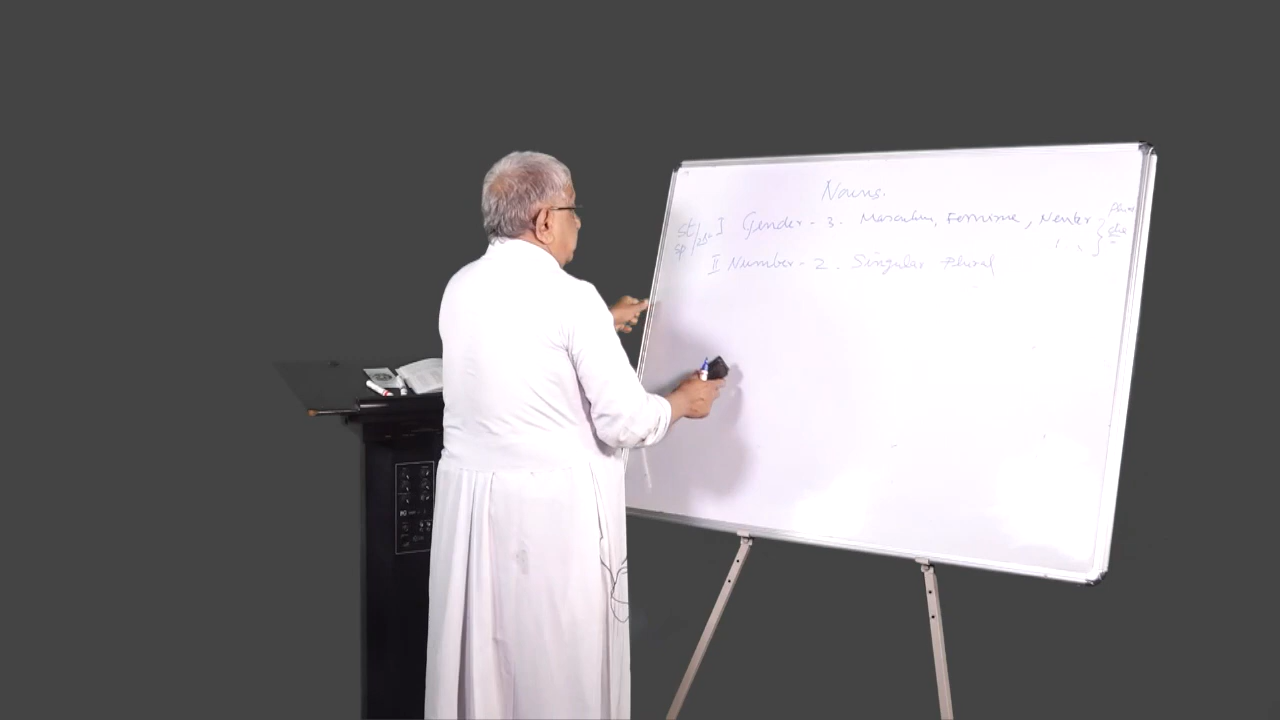 Nouns.
I Gender - 3. Masculine, Feminine, Neuter }
II Number - 2. Singular Plural